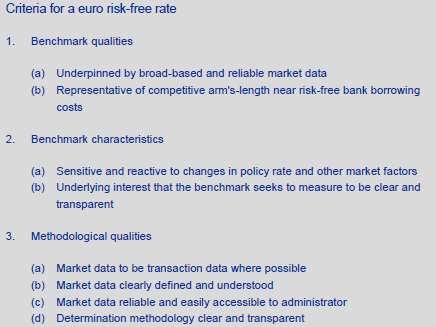 Criteria for a euro risk-free rate
1. Benchmark qualities
(a) Underpinned by broad-based and reliable market data
(b) Representative of competitive arm's-length near risk-free bank borrowing
costs
2. Benchmark characteristics
(a) Sensitive and reactive to changes in policy rate and other market factors
(b) Underlying interest that the benchmark seeks to measure to be clear and
transparent
3. Methodological qualities
(a) Market data to be transaction data where possible
(b) Market data clearly defined and understood
(c) Market data reliable and easily accessible to administrator
(d) Determination methodology clear and transparent